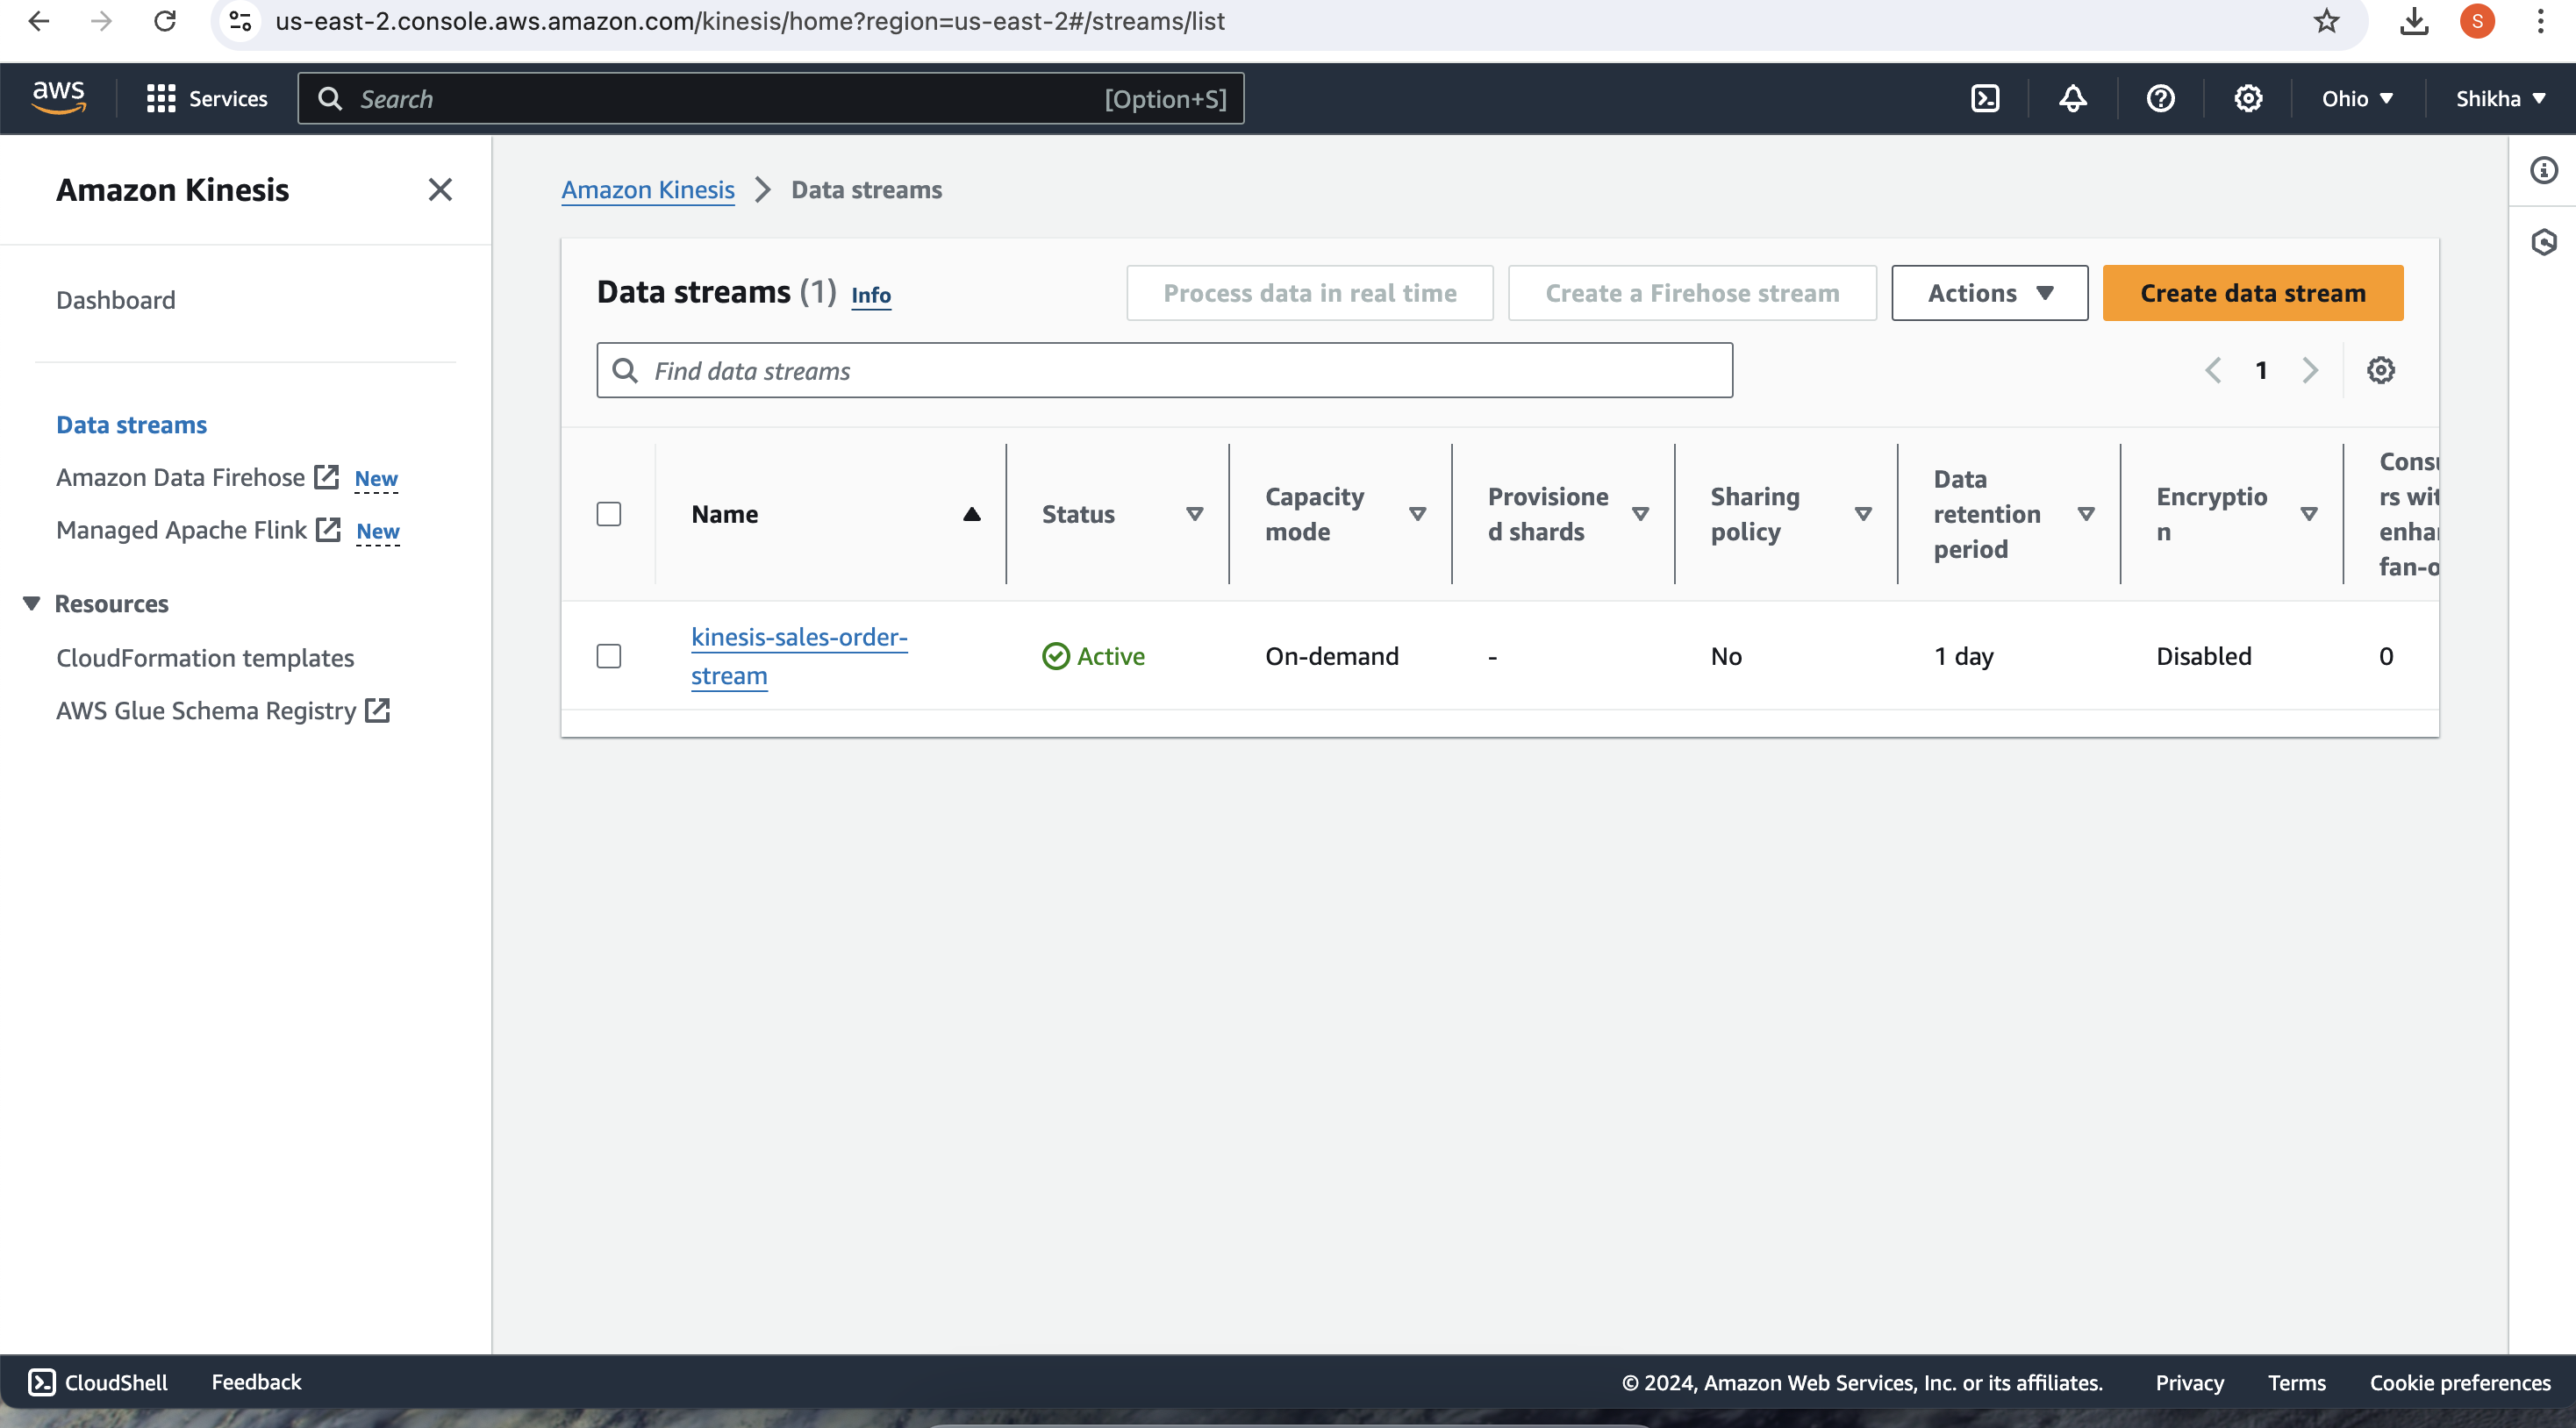 us-east-2.console.aws.amazon.com/kinesis/home?region=us-east-2#/streams/list
S
aws
Services
Search
[Option+S]
Ohio
Shikha
Amazon Kinesis
Dashboard
Data streams
Amazon Data Firehose New
Managed Apache Flink New
Resources
CloudFormation templates
AWS Glue Schema Registry
Amazon Kinesis
Data streams
Data streams (1) Info
Process data in real time
Create a Firehose stream
Actions
Create data stream
Find data streams
1
Name
Status
Capacity
mode
Provisione
d shards
Sharing
policy
Data
retention
period
Encryptio
n
Consu
rs wit
enhar
fan-o
kinesis-sales-order-
stream
Active
On-demand
-
No
1 day
Disabled
0
CloudShell
Feedback
© 2024, Amazon Web Services, Inc. or its affiliates.
Privacy
Terms
Cookie preferences